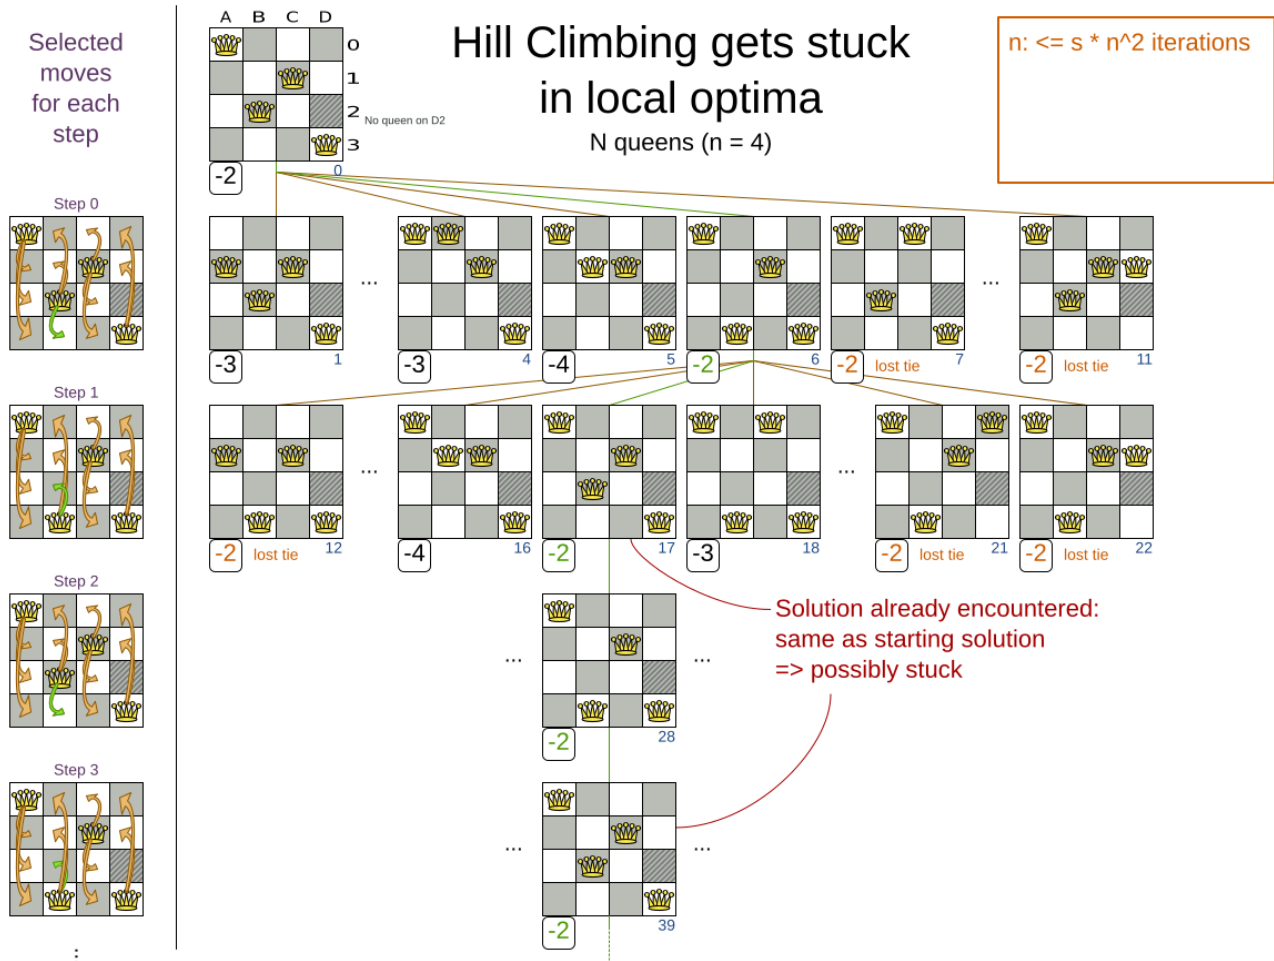 Selected
moves
for each
step
A B C D
0
1
2
3
No queen on D2
-2
0
Hill Climbing gets stuck
in local optima
N queens (n = 4)
n: <= s * n^2 iterations
Step 0
...
...
-3
1
-3
4
-4
5
-2
6
-2
lost tie
7
-2
lost tie
11
Step 1
...
...
-2
lost tie
12
-4
16
-2
17
-3
18
-2
lost tie
21
-2
lost tie
22
Step 2
...
...
-2
28
Solution already encountered:
same as starting solution
=> possibly stuck
Step 3
...
...
-2
39
: